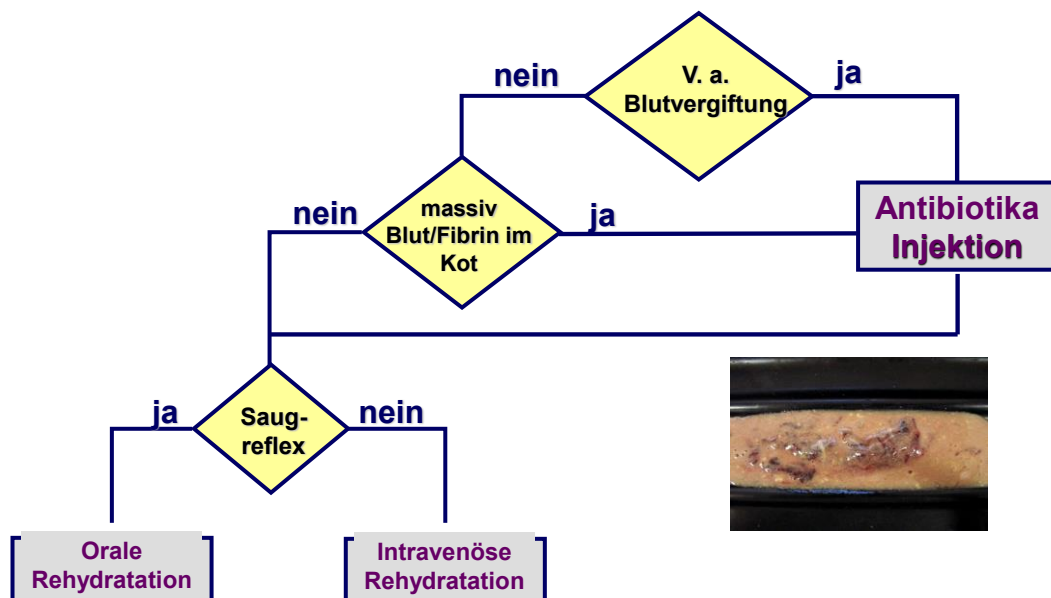 nein
V. a.
Blutvergiftung
ja
nein
massiv
Blut/Fibrin im
Kot
ja
Antibiotika
Injektion
ja
Saug-
reflex
nein
Orale
Rehydratation
Intravenöse
Rehydratation